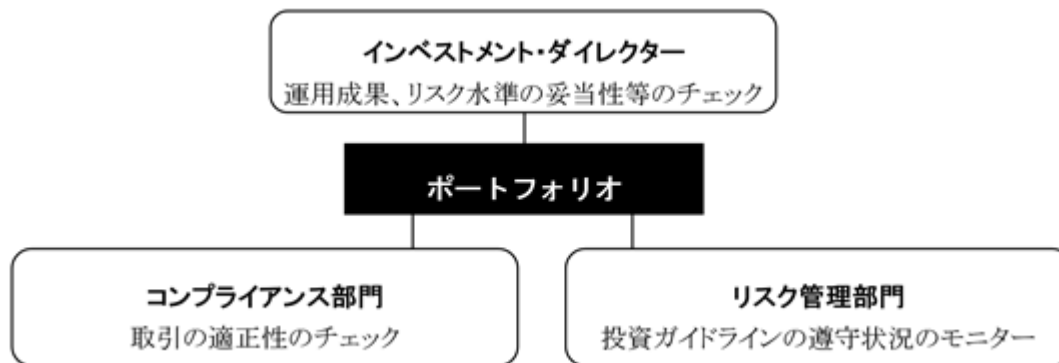 インベストメント・ダイレクター
運用成果、リスク水準の妥当性等のチェック
ポートフォリオ
コンプライアンス部門
取引の適正性のチェック
リスク管理部門
投資ガイドラインの遵守状況のモニター